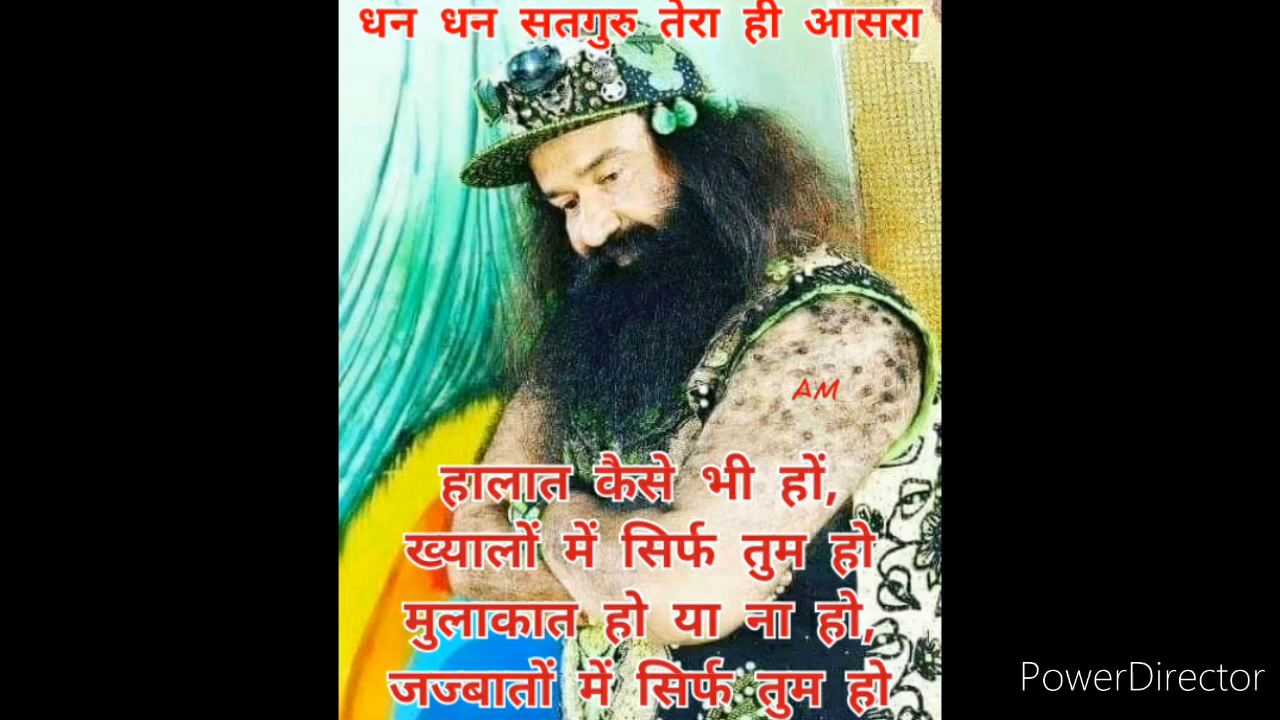 धन धन सतगुरु तेरा ही आसरा
AM
हालात कैसे भी हों,
ख्यालों में सिर्फ तुम हो
मुलाकात हो या ना हो,
जज्बातों में सिर्फ तुम हो
PowerDirector